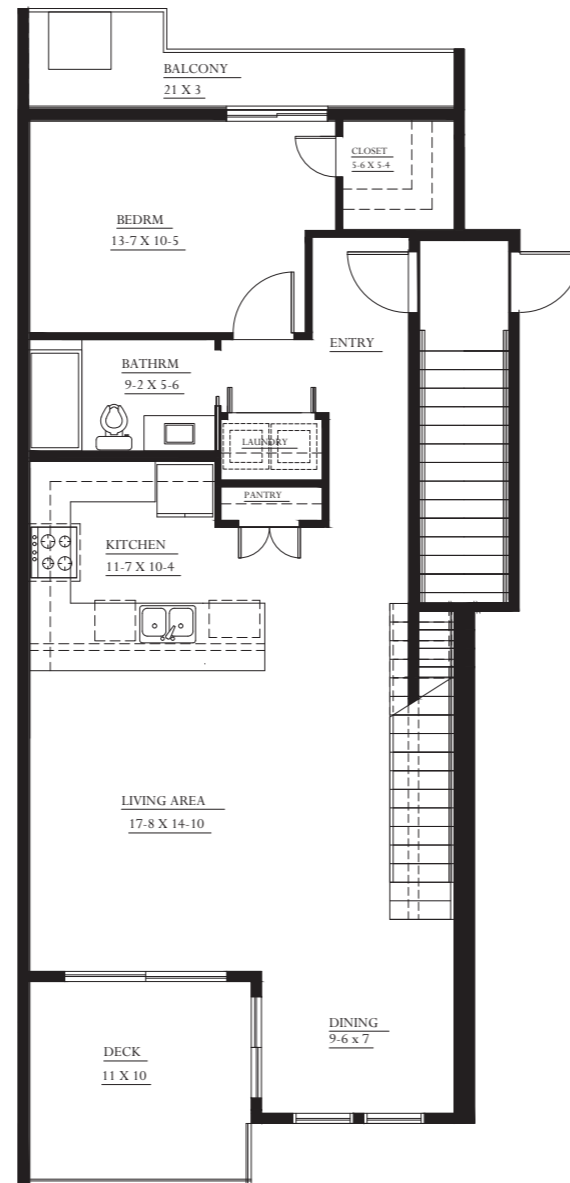 BALCONY
21 X 3
CLOSET
5-6 X 5-4
BEDRM
13-7 X 10-5
ENTRY
BATHRM
9-2 X 5-6
LAUNDRY
PANTRY
KITCHEN
11-7 X 10-4
LIVING AREA
17-8 X 14-10
DINING
9-6 x 7
DECK
11 X 10